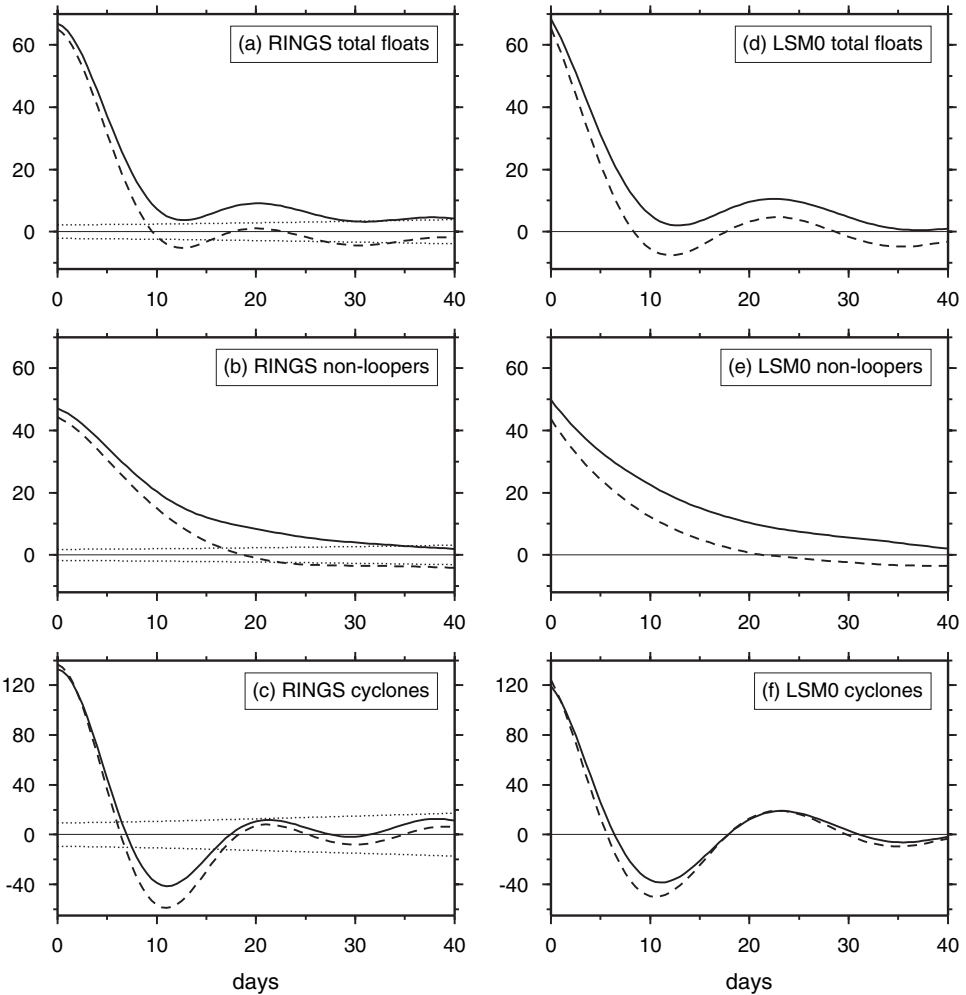 (a) RINGS total floats
60
40
20
0
0 10 20 30 40
(d) LSM0 total floats
60
40
20
0
0 10 20 30 40
(b) RINGS non-loopers
60
40
20
0
0 10 20 30 40
(e) LSM0 non-loopers
60
40
20
0
0 10 20 30 40
(c) RINGS cyclones
120
80
40
0
-40
0 10 20 30 40
days
(f) LSM0 cyclones
120
80
40
0
-40
0 10 20 30 40
days